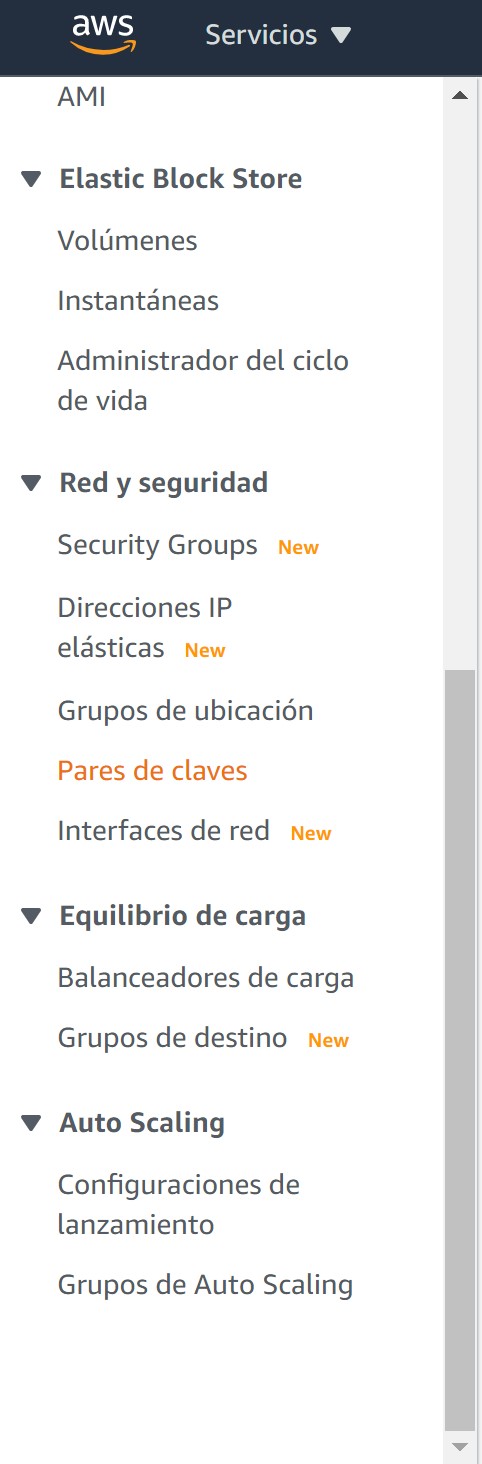 aws
Servicios
AMI
Elastic Block Store
Volúmenes
Instantáneas
Administrador del ciclo
de vida
Red y seguridad
Security Groups New
Direcciones IP
elásticas New
Grupos de ubicación
Pares de claves
Interfaces de red New
Equilibrio de carga
Balanceadores de carga
Grupos de destino New
Auto Scaling
Configuraciones de
lanzamiento
Grupos de Auto Scaling